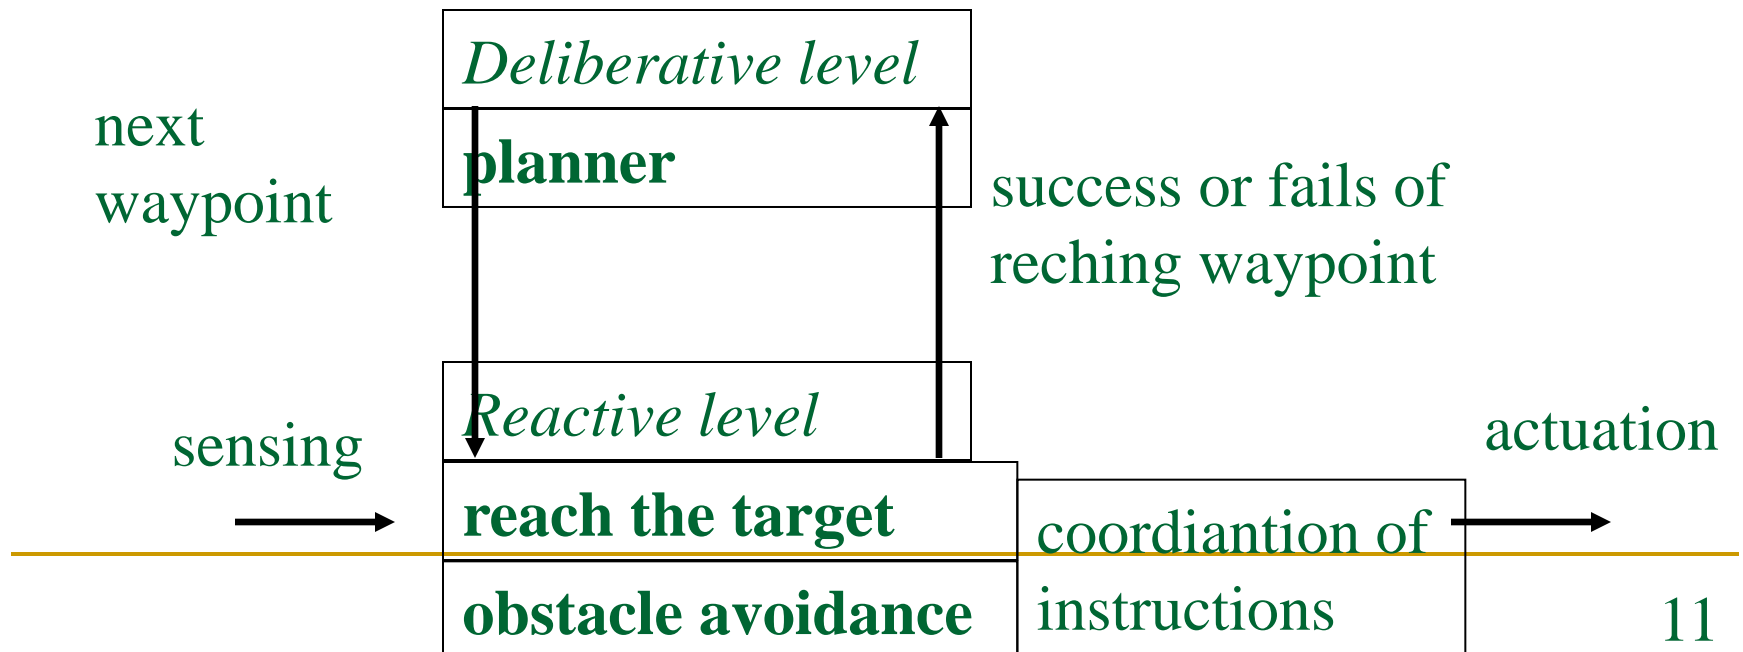 Deliberative level
next
waypoint
planner
success or fails of
reching waypoint
Reactive level
sensing
actuation
reach the target
coordiantion of
instructions
obstacle avoidance
11